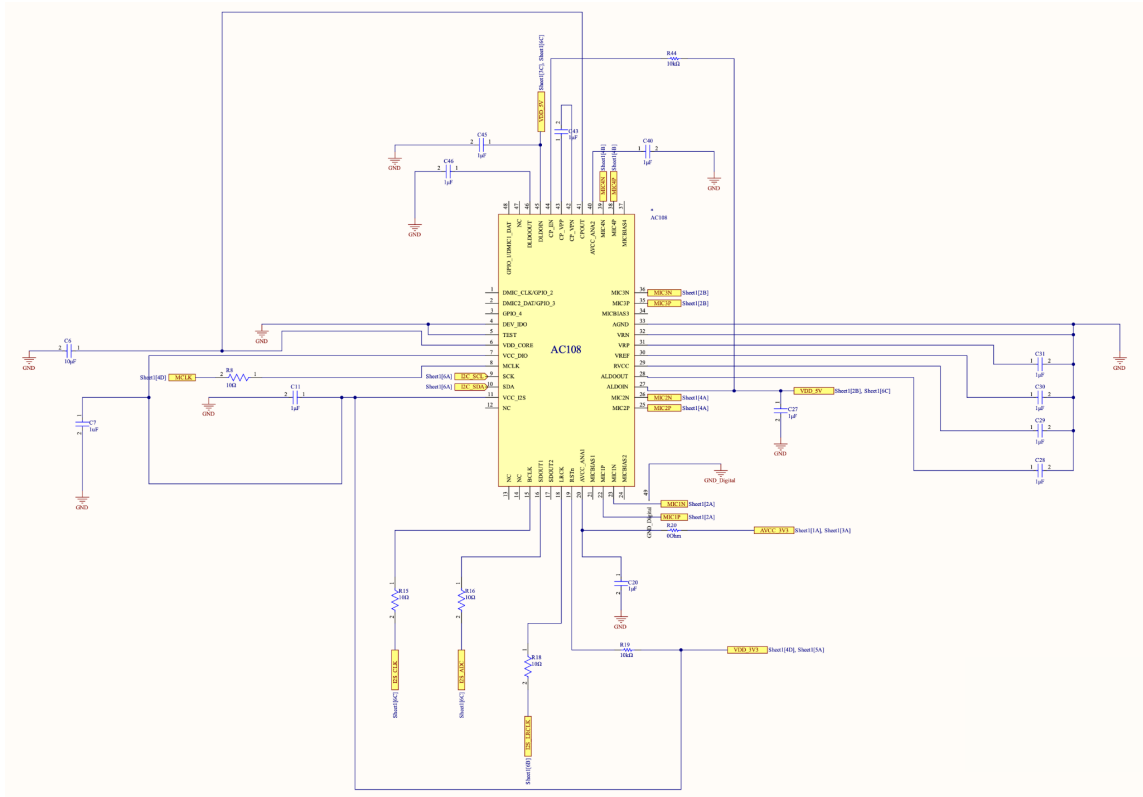 Sheet1[3C], Sheet1[6C]
VDD_5V
R44
10kΩ
C43
1μF
C45
1μF
GND
C46
1μF
GND
C40
1μF
GND
Sheet1[4B]
MIC4N
Sheet1[4B]
MIC4P
*
AC108
48
47
46
45
44
43
42
41
40
39
38
37
GPIO_1/DMIC1_DAT
NC
DLDOOUT
DLDOIN
CP_EN
CP_VPP
CP_VPN
CPOUT
AVCC_ANA2
MIC4N
MIC4P
MICBIAS4
1 DMIC_CLK/GPIO_2
2 DMIC2_DAT/GPIO_3
3 GPIO_4
4 DEV_IDO
5 TEST
6 VDD_CORE
7 VCC_DIO
8 MCLK
9 SCK
10 SDA
11 VCC_I2S
12 NC
AC108
MIC3N 36
MIC3P 35
MICBIAS3 34
AGND 33
VRN 32
VRP 31
VREF 30
RVCC 29
ALDOOUT 28
ALDOIN 27
MIC2N 26
MIC2P 25
MIC3N Sheet1[2B]
MIC3P Sheet1[2B]
GND
C6
10μF
GND
Sheet1[4D] MCLK
R8
10Ω
Sheet1[6A] I2C_SCL
Sheet1[6A] I2C_SDA
C11
1μF
GND
C7
1uF
GND
VDD_5V Sheet1[2B], Sheet1[6C]
MIC2N Sheet1[4A]
MIC2P Sheet1[4A]
C27
1μF
GND
C31
1μF
C30
1μF
C29
1μF
C28
1μF
GND
NC
NC
BCLK
SDOUT1
SDOUT2
LRCK
RSTn
AVCC_ANA1
MICBIAS1
MIC1P
MIC1N
MICBIAS2
13
14
15
16
17
18
19
20
21
22
23
24
49
GND_Digital
GND_Digital
MIC1N Sheet1[2A]
MIC1P Sheet1[2A]
R20
0Ohm
AVCC_3V3 Sheet1[1A], Sheet1[3A]
C20
1μF
GND
R15
10Ω
R16
10Ω
R18
10Ω
R19
10kΩ
VDD_3V3 Sheet1[4D], Sheet1[5A]
I2S_CLK
Sheet1[6C]
I2S_ADC
Sheet1[6C]
I2S_LRCLK
Sheet1[6B]